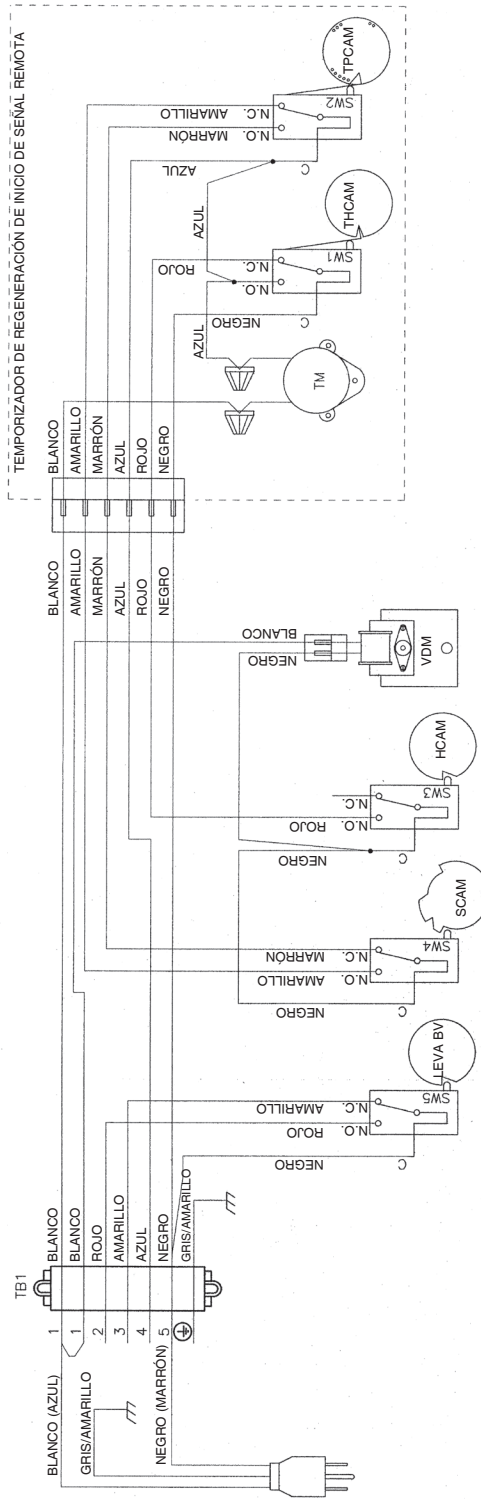 TEMPORIZADOR DE REGENERACIÓN DE INICIO DE SEÑAL REMOTA
TPCAM
SW2
N.C.
AMARILLO
N.O.
MARRÓN
C
AZUL
THCAM
SW1
N.C.
ROJO
N.O.
AZUL
C
NEGRO
AZUL
TM
BLANCO
AMARILLO
MARRÓN
AZUL
ROJO
NEGRO
BLANCO
AMARILLO
MARRÓN
AZUL
ROJO
NEGRO
BLANCO
NEGRO
VDM
HCAM
SW3
N.C.
N.O.
ROJO
C
NEGRO
SCAM
SW4
N.C.
MARRÓN
N.O.
AMARILLO
C
NEGRO
LEVA BV
SW5
N.C.
AMARILLO
N.O.
ROJO
C
NEGRO
TB1
1 BLANCO
1 BLANCO
2 ROJO
3 AMARILLO
4 AZUL
5 NEGRO
GRIS/AMARILLO
BLANCO (AZUL)
GRIS/AMARILLO
NEGRO (MARRÓN)